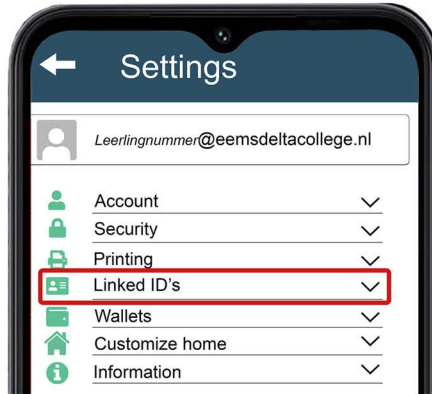 Settings
Leerlingnummer@eemsdeltacollege.nl
Account
Security
Printing
Linked ID's
Wallets
Customize home
Information